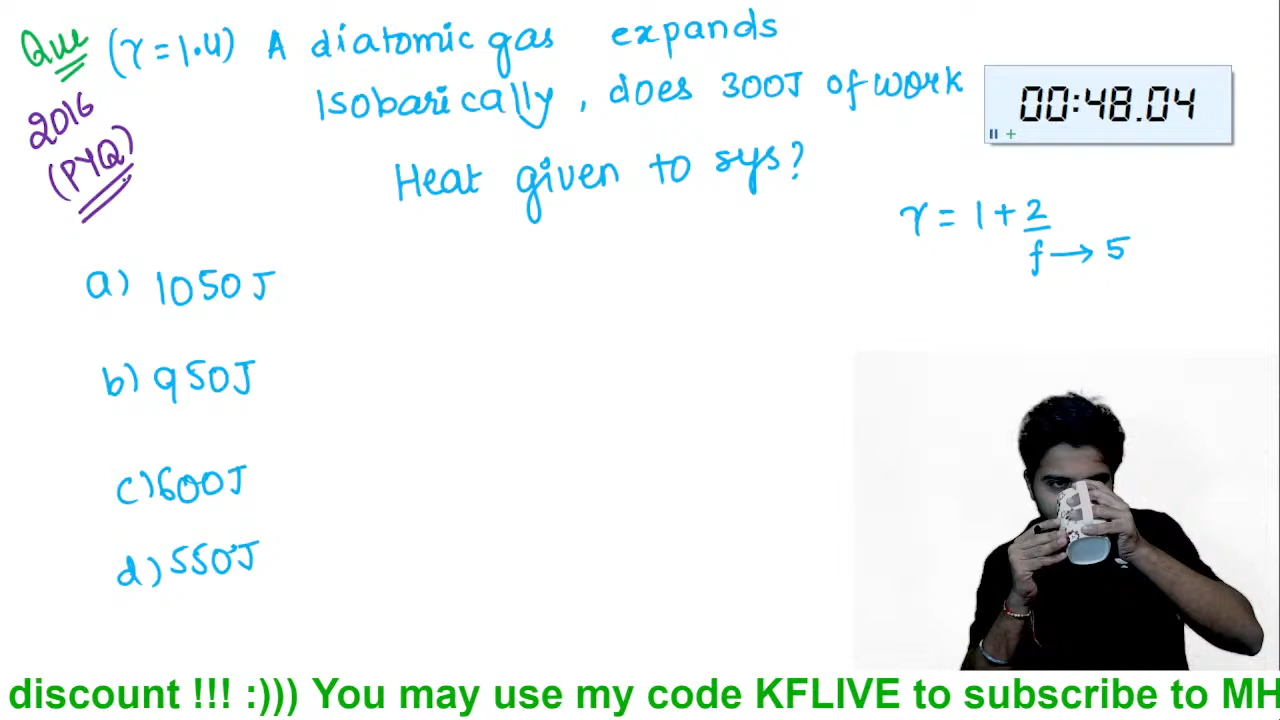 Que (γ = 1.4) A diatomic gas expands
2016 Isobarically, does 300J of work
(PYQ)
Heat given to sys?
00:48.04
γ = 1 + 2
f → 5
a) 1050J
b) 950J
c) 600J
d) 550J
discount !!! :))) You may use my code KFLIVE to subscribe to MH